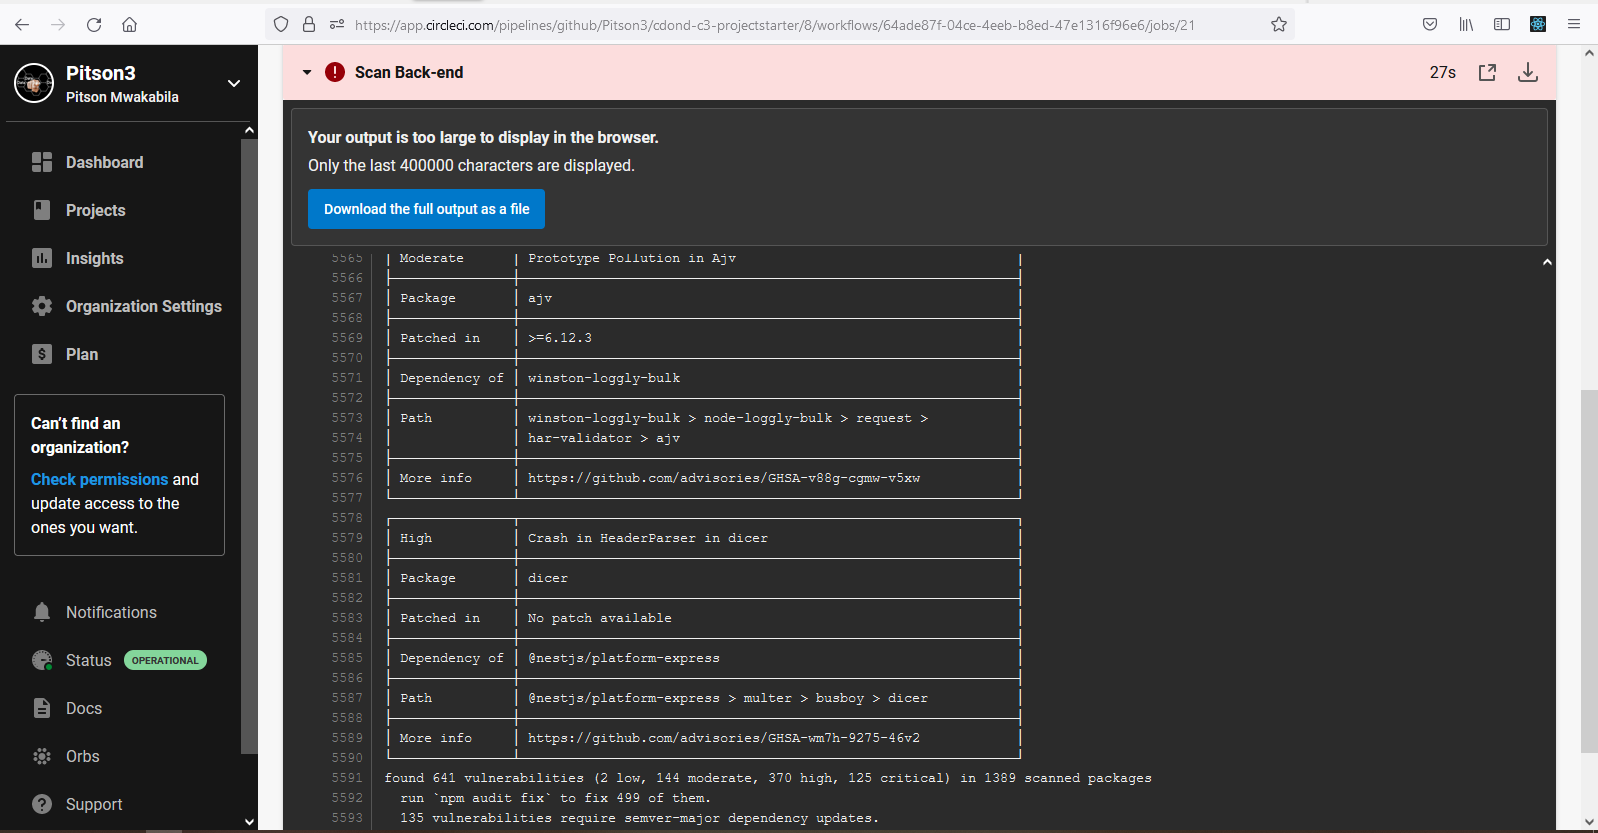 https://app.circleci.com/pipelines/github/Pitson3/cdond-c3-projectstarter/8/workflows/64ade87f-04ce-4eeb-b8ed-47e1316f96e6/jobs/21
Pitson3
Pitson Mwakabila
Dashboard
Projects
Insights
Organization Settings
Plan
Can't find an
organization?
Check permissions and
update access to the
ones you want.
Notifications
Status OPERATIONAL
Docs
Orbs
Support
Scan Back-end 27s
Your output is too large to display in the browser.
Only the last 400000 characters are displayed.
Download the full output as a file
5565 | Moderate | Prototype Pollution in Ajv |
5566
5567 | Package | ajv |
5568
5569 | Patched in | >=6.12.3 |
5570
5571 | Dependency of | winston-loggly-bulk |
5572
5573 | Path | winston-loggly-bulk > node-loggly-bulk > request > |
5574 | | har-validator > ajv |
5575
5576 | More info | https://github.com/advisories/GHSA-v88g-cgmw-v5xw |
5577
5578
5579 | High | Crash in HeaderParser in dicer |
5580
5581 | Package | dicer |
5582
5583 | Patched in | No patch available |
5584
5585 | Dependency of | @nestjs/platform-express |
5586
5587 | Path | @nestjs/platform-express > multer > busboy > dicer |
5588
5589 | More info | https://github.com/advisories/GHSA-wm7h-9275-46v2 |
5590
5591 found 641 vulnerabilities (2 low, 144 moderate, 370 high, 125 critical) in 1389 scanned packages
5592 run `npm audit fix` to fix 499 of them.
5593 135 vulnerabilities require semver-major dependency updates.